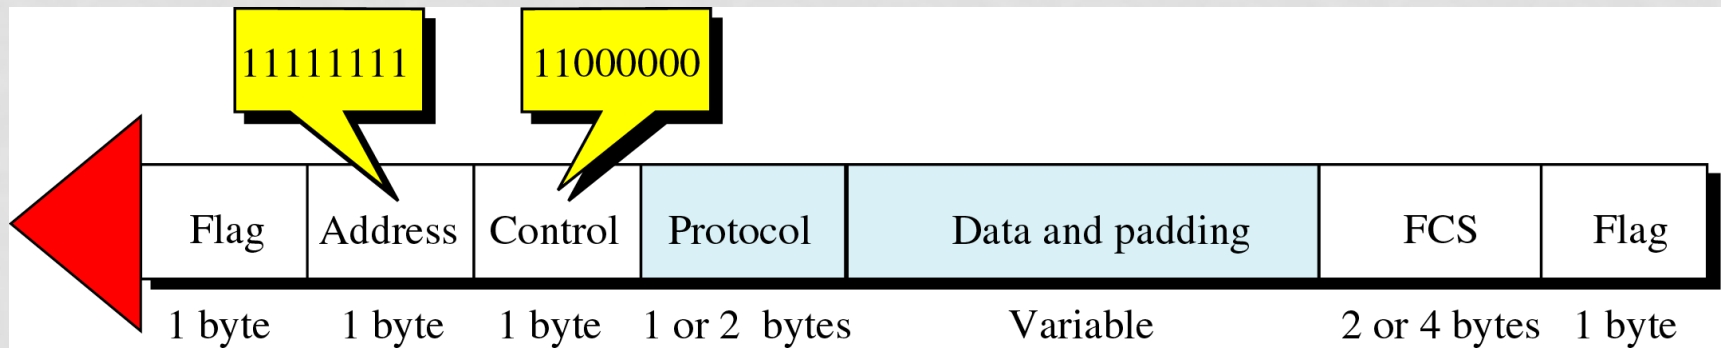 11111111 11000000
Flag Address Control Protocol Data and padding FCS Flag
1 byte 1 byte 1 byte 1 or 2 bytes Variable 2 or 4 bytes 1 byte